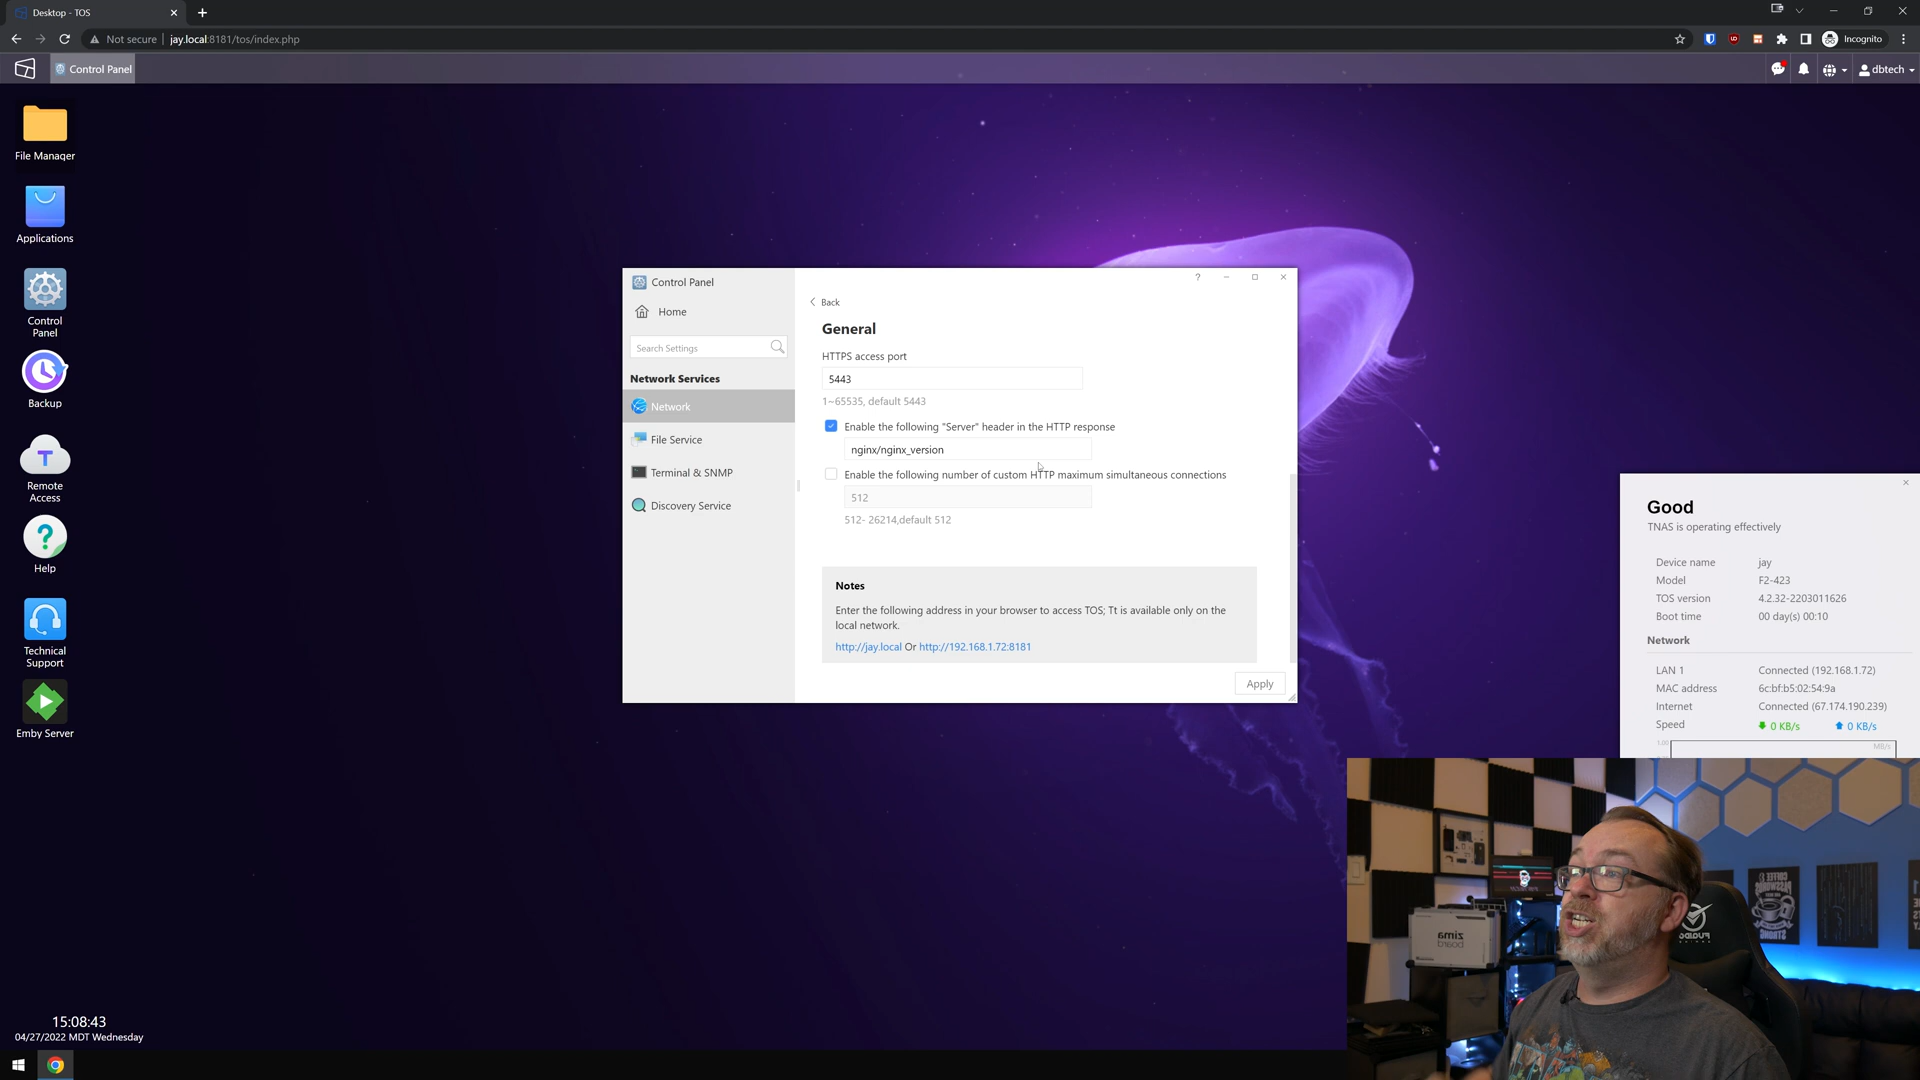 Desktop - TOS
Not secure
jay.local:8181/tos/index.php
Incognito
Control Panel
dbtech
File Manager
Applications
Control
Panel
Backup
Remote
Access
Help
Technical
Support
Emby Server
Control Panel
Home
Search Settings
Network Services
Network
File Service
Terminal & SNMP
Discovery Service
Back
General
HTTPS access port
5443
1~65535, default 5443
Enable the following "Server" header in the HTTP response
nginx/nginx_version
Enable the following number of custom HTTP maximum simultaneous connections
512
512- 26214,default 512
Notes
Enter the following address in your browser to access TOS; Tt is available only on the
local network.
http://jay.local Or http://192.168.1.72:8181
Apply
Good
TNAS is operating effectively
Device name jay
Model F2-423
TOS version 4.2.32-2203011626
Boot time 00 day(s) 00:10
Network
LAN 1 Connected (192.168.1.72)
MAC address 6c:bf:b5:02:54:9a
Internet Connected (67.174.190.239)
Speed 0 KB/s 0 KB/s
1.00
MB/s
zima
board
COFFEE
PASSWORDS
STRONG
15:08:43
04/27/2022 MDT Wednesday